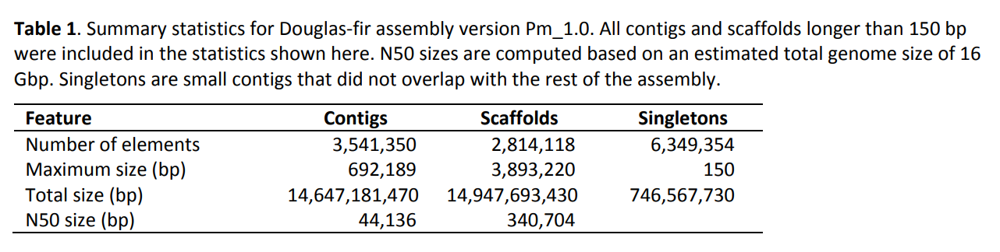 Table 1. Summary statistics for Douglas-fir assembly version Pm_1.0. All contigs and scaffolds longer than 150 bp
were included in the statistics shown here. N50 sizes are computed based on an estimated total genome size of 16
Gbp. Singletons are small contigs that did not overlap with the rest of the assembly.
Feature Contigs Scaffolds Singletons
Number of elements 3,541,350 2,814,118 6,349,354
Maximum size (bp) 692,189 3,893,220 150
Total size (bp) 14,647,181,470 14,947,693,430 746,567,730
N50 size (bp) 44,136 340,704